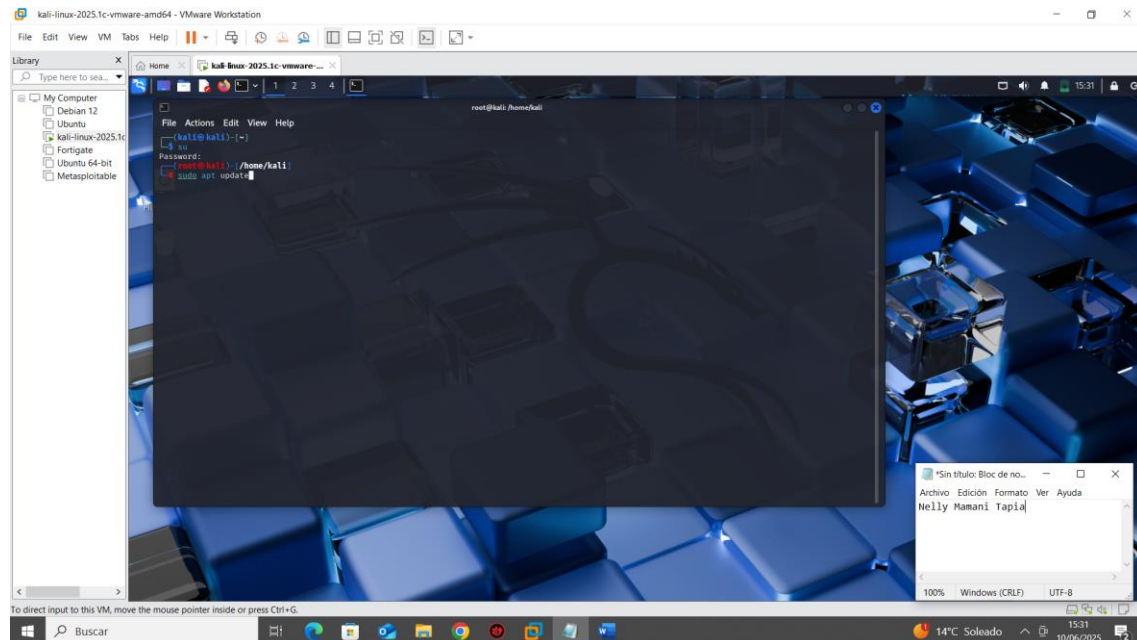 kali-linux-2025.1c-vmware-amd64 - VMware Workstation
File Edit View VM Tabs Help
Library X
Home
kali-linux-2025.1c-vmware-...
Type here to sea...
1 2 3 4
15:31
My Computer
Debian 12
Ubuntu
kali-linux-2025.1c
Fortigate
Ubuntu 64-bit
Metasploitable
root@kali: /home/kali
File Actions Edit View Help
(kali㉿kali)-[~]
$ su
Password:
(root㉿kali)-[/home/kali]
# sudo apt update
*Sin título: Bloc de no...
Archivo Edición Formato Ver Ayuda
Nelly Mamani Tapia
100% Windows (CRLF) UTF-8
To direct input to this VM, move the mouse pointer inside or press Ctrl+G.
Buscar
14°C Soleado
15:31
10/06/2025